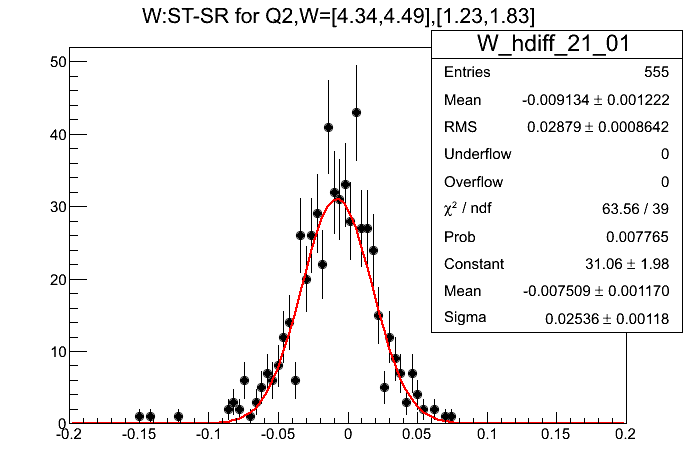 W:ST-SR for Q2,W=[4.34,4.49],[1.23,1.83]
W_hdiff_21_01
Entries 555
Mean -0.009134 ± 0.001222
RMS 0.02879 ± 0.0008642
Underflow 0
Overflow 0
χ² / ndf 63.56 / 39
Prob 0.007765
Constant 31.06 ± 1.98
Mean -0.007509 ± 0.001170
Sigma 0.02536 ± 0.00118
50
40
30
20
10
0
-0.2 -0.15 -0.1 -0.05 0 0.05 0.1 0.15 0.2